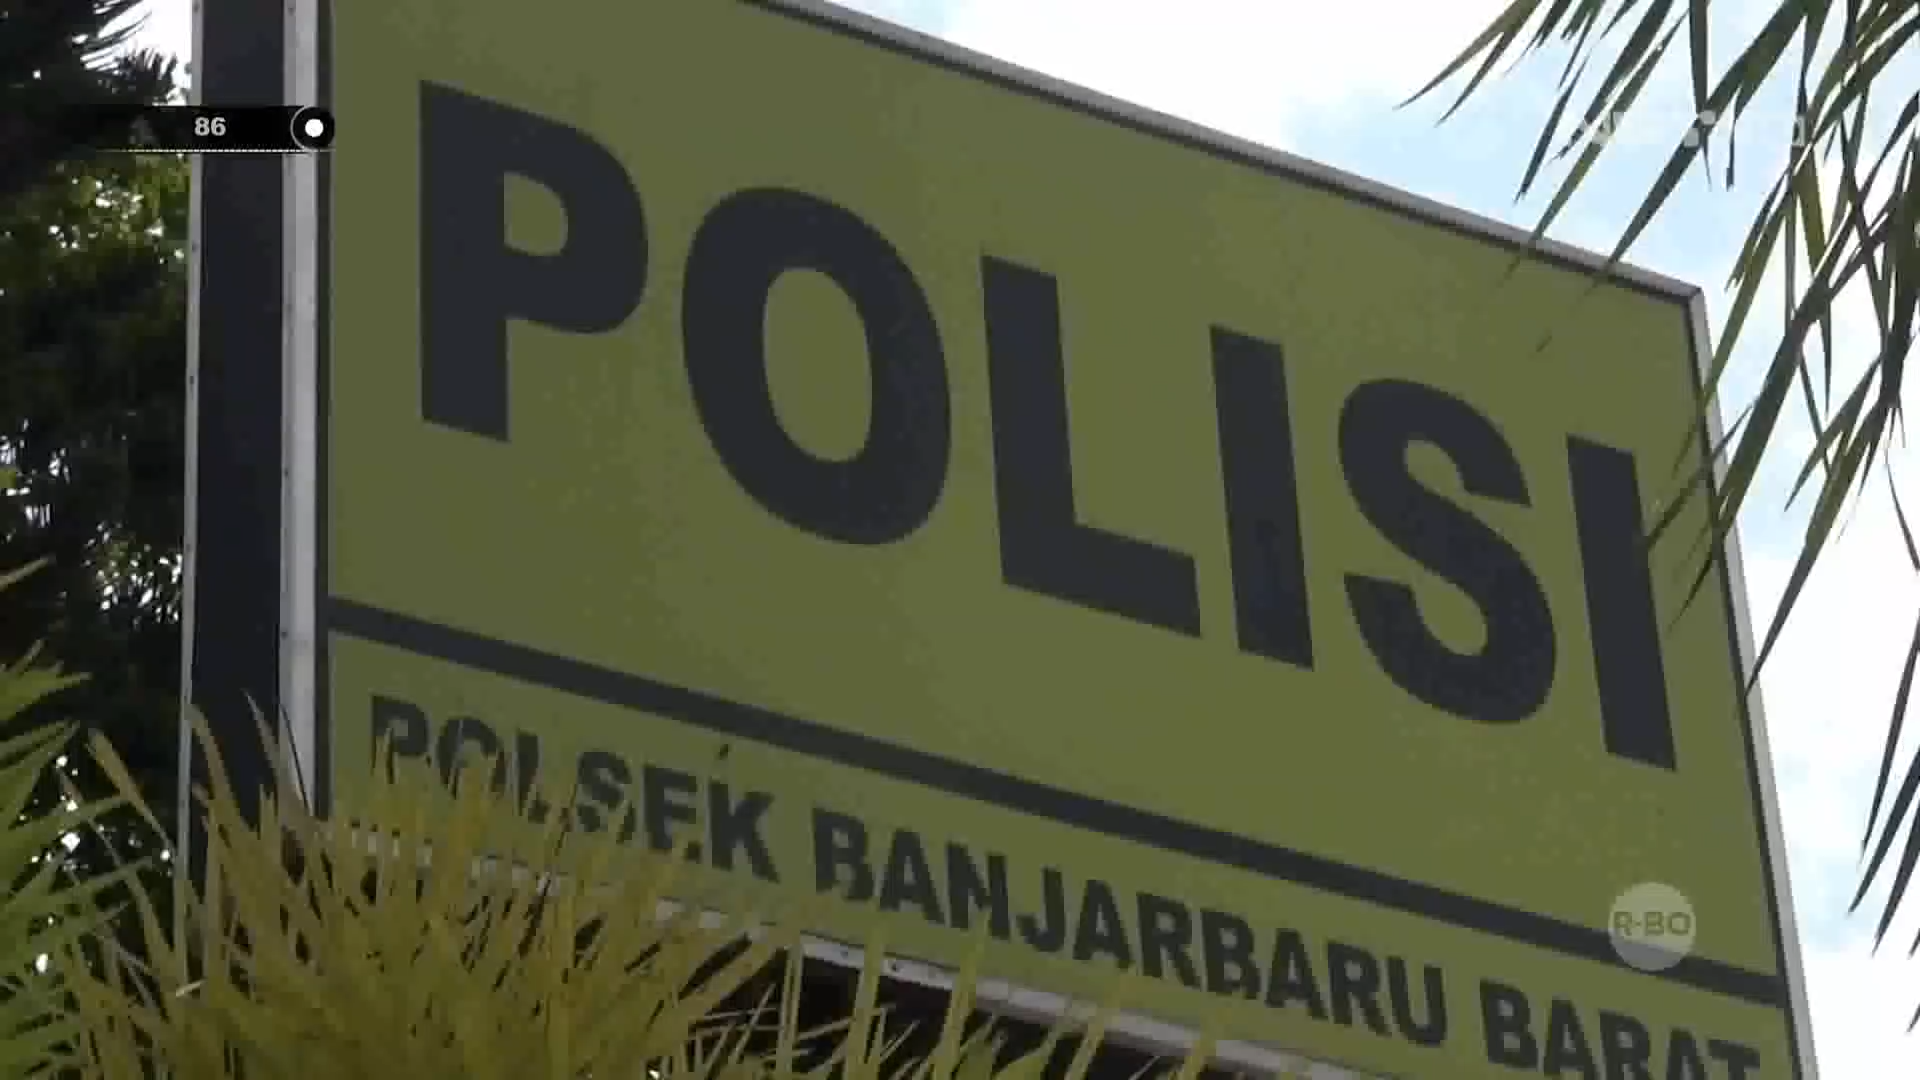 86
POLISI
POLSEK BANJARBARU BARAT
R-BO